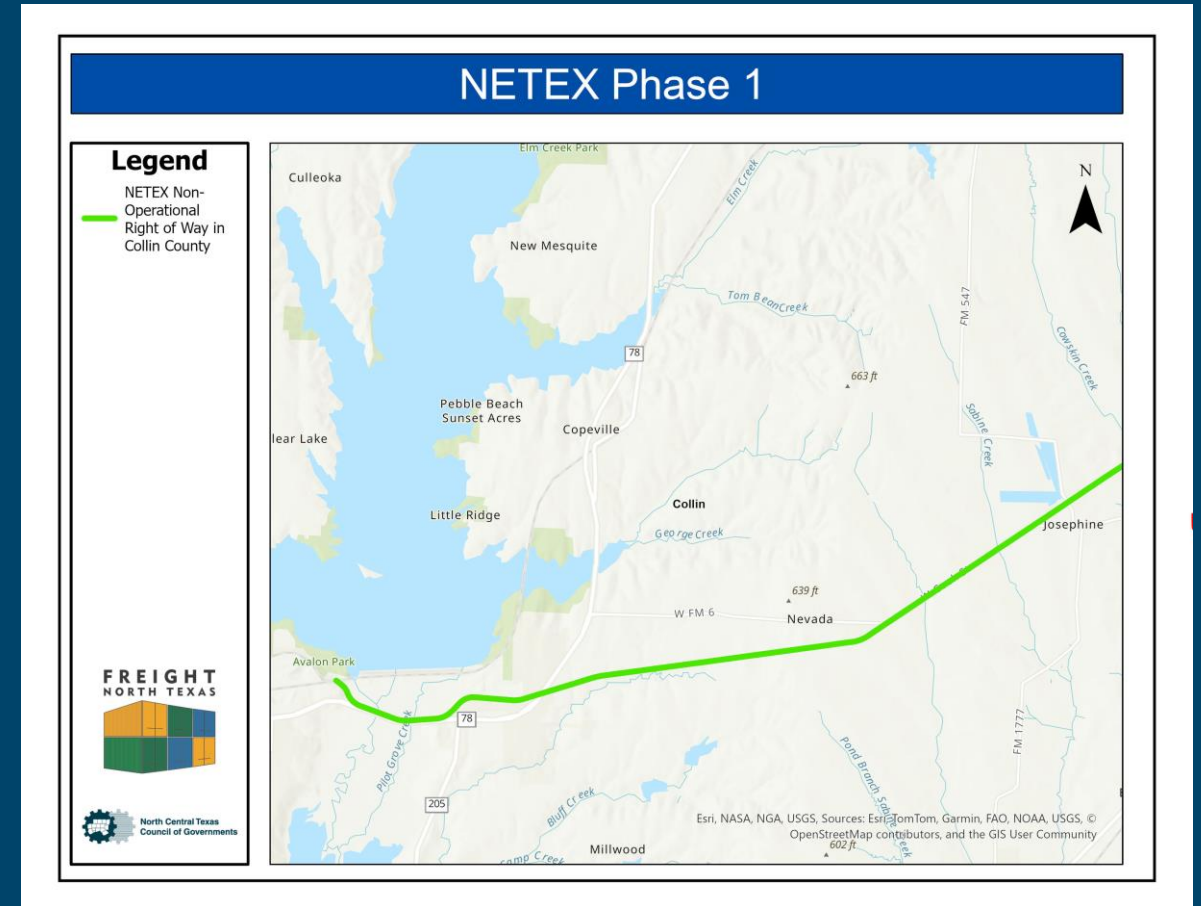 NETEX Phase 1
Legend
NETEX Non-
Operational
Right of Way in
Collin County
FREIGHT
NORTH TEXAS
North Central Texas
Council of Governments
Elm Creek Park
Culleoka
N
Elm Creek
New Mesquite
Tom Bean Creek
FM 547
Cowskin Creek
78
663 ft
Pebble Beach
Sunset Acres
Sabine Creek
Copeville
lear Lake
Collin
Little Ridge
George Creek
Josephine
639 ft
W FM 6
Nevada
Avalon Park
78
Pilot Grove Creek
FM 1777
205
Bluff Creek
Pond Branch Sabine Creek
Esri, NASA, NGA, USGS, Sources: Esri, TomTom, Garmin, FAO, NOAA, USGS, ©
OpenStreetMap contributors, and the GIS User Community
602 ft
Millwood
amp Creek